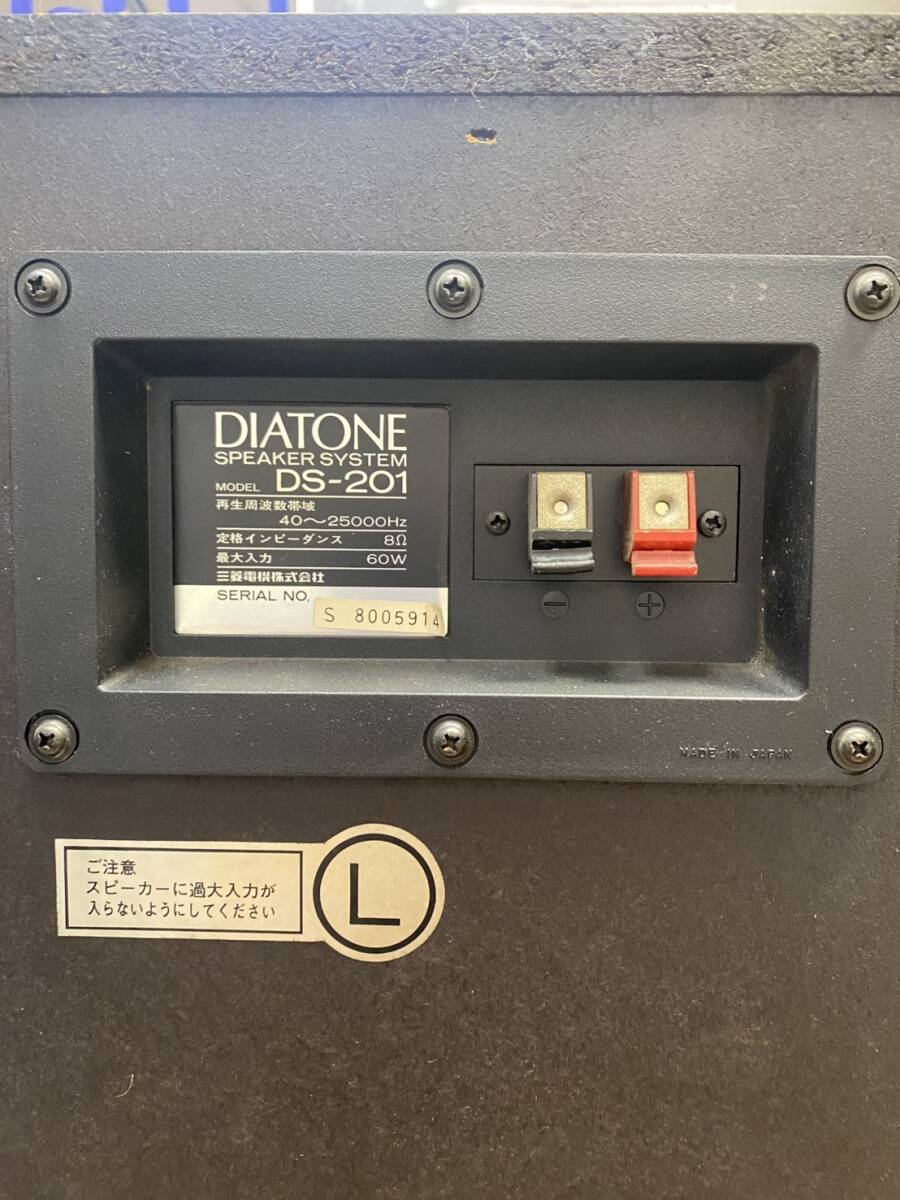 DIATONE
SPEAKER SYSTEM
MODEL DS-201
再生周波数帯域
40～25000Hz
定格インピーダンス 8Ω
最大入力 60W
三菱電機株式会社
SERIAL NO.
S 8005914
− +
MADE IN JAPAN
ご注意
スピーカーに過大入力が
入らないようにしてください
L